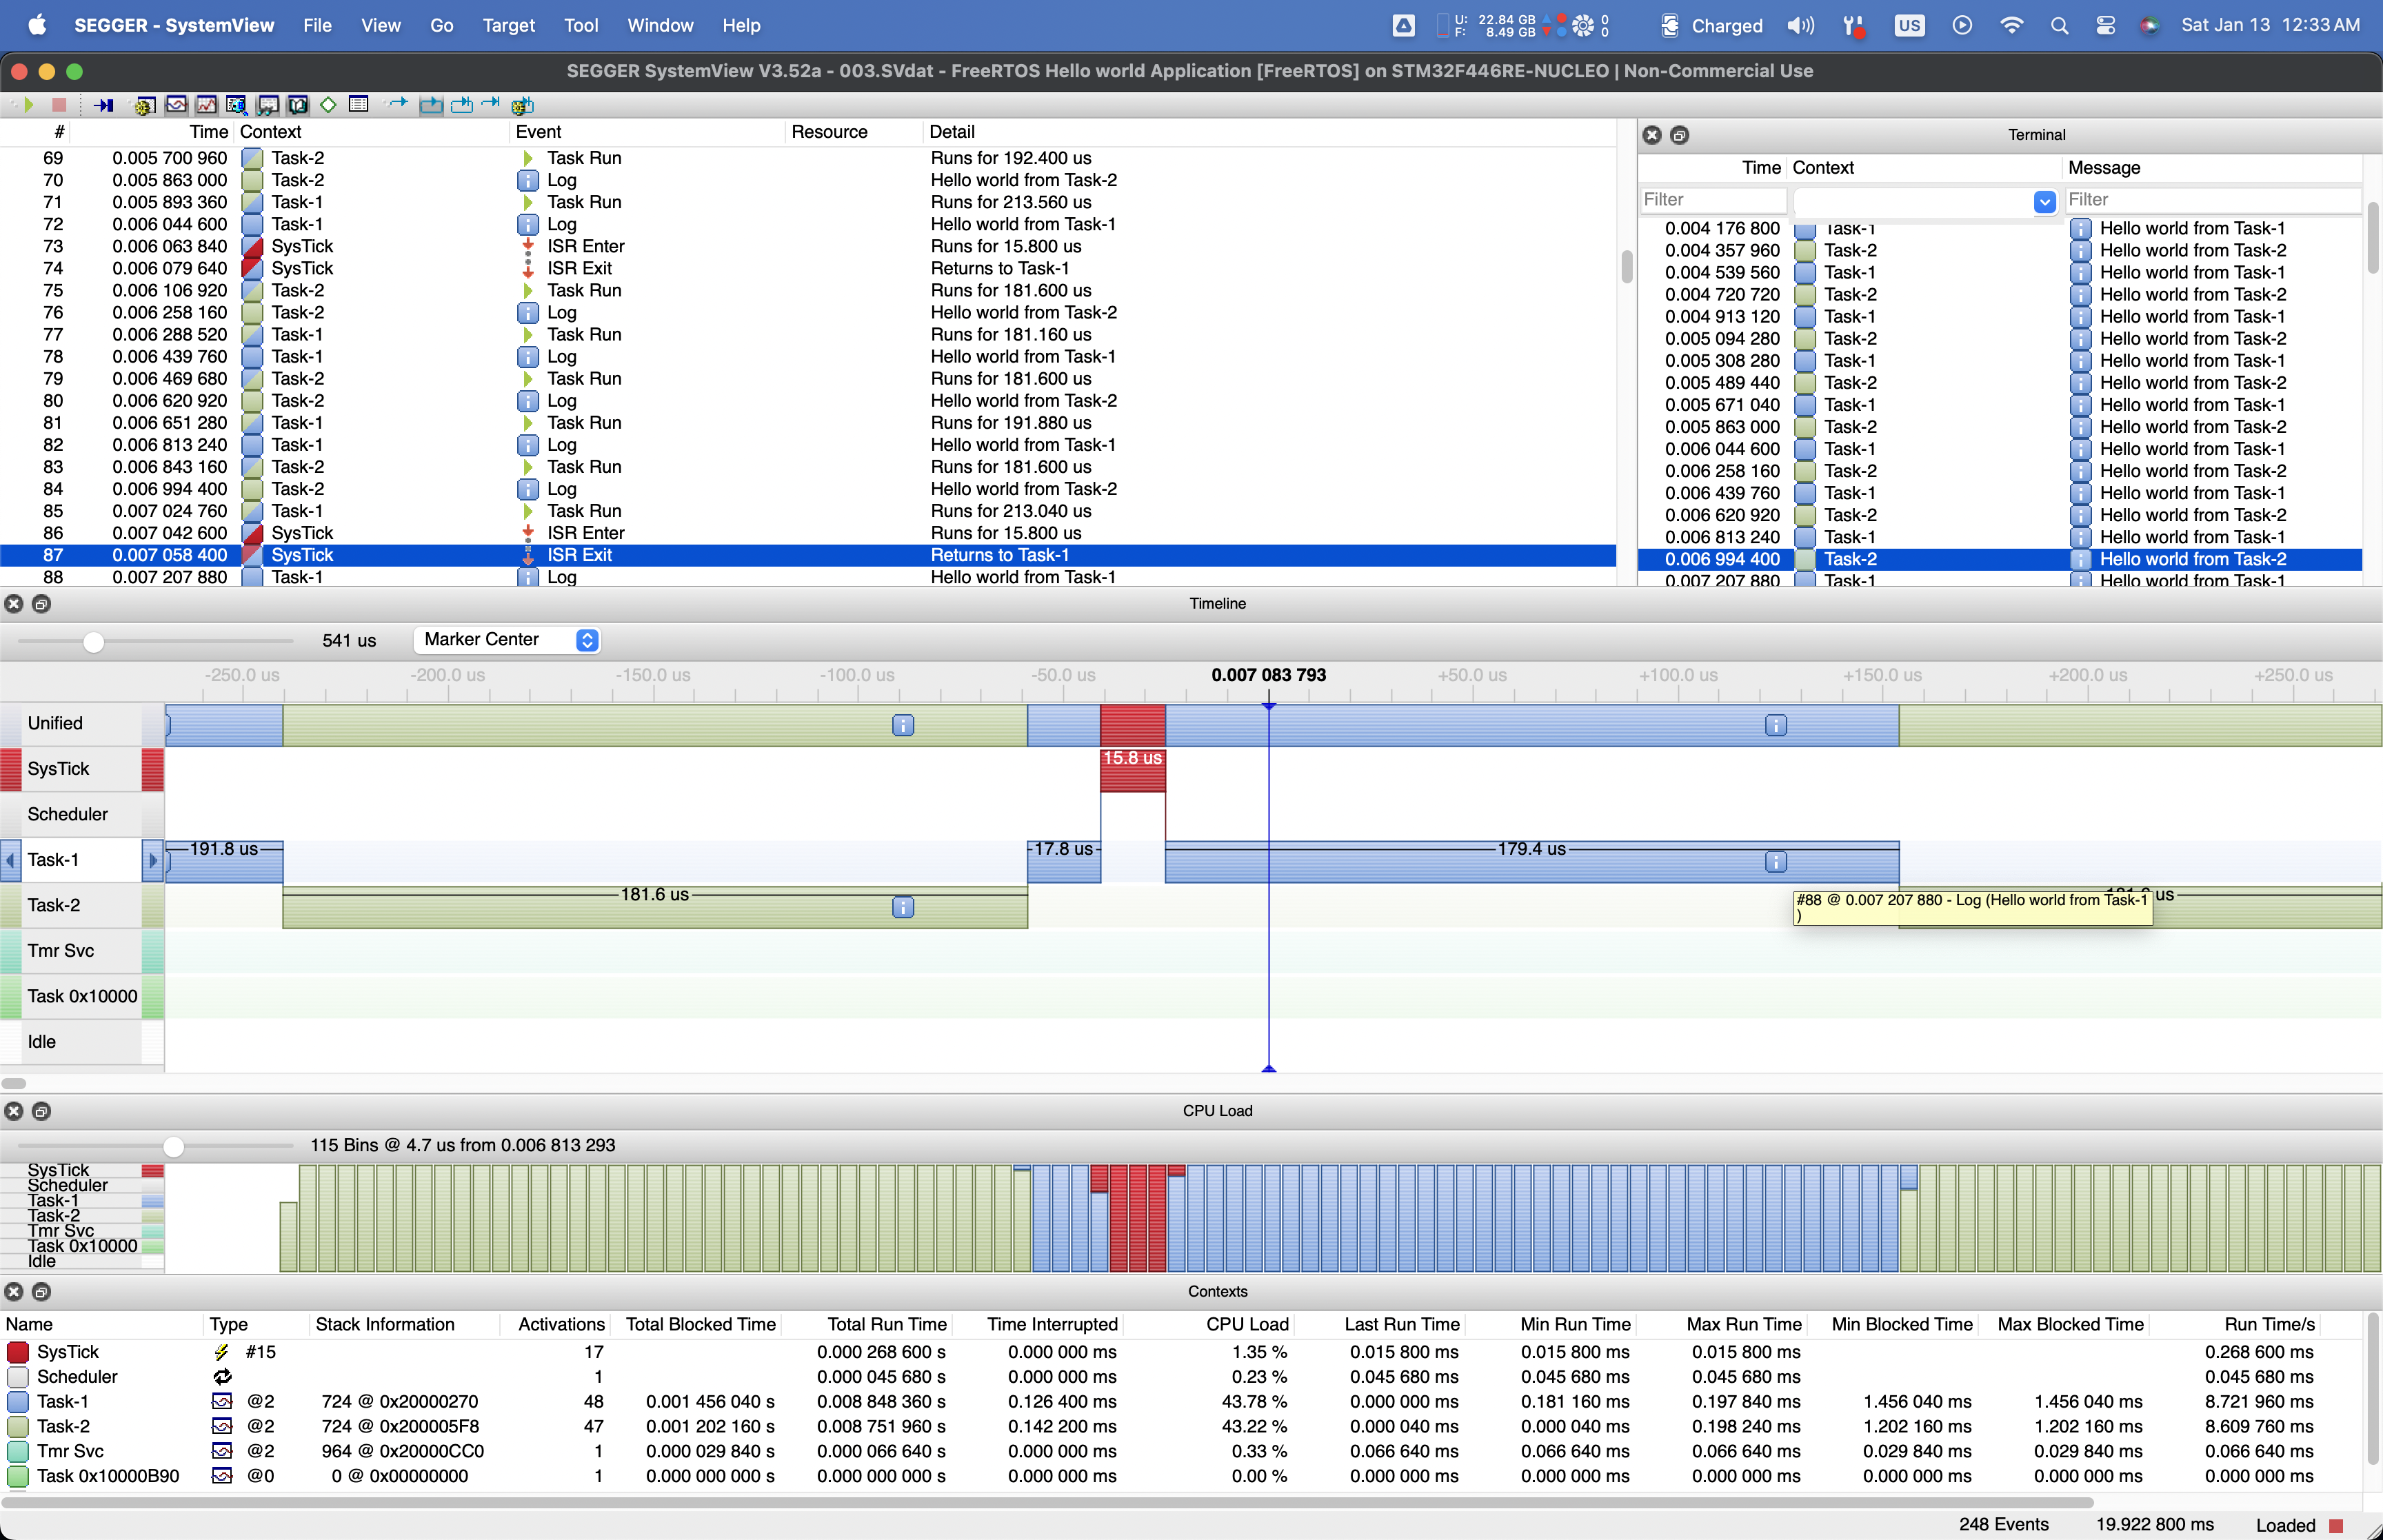 SEGGER - SystemView File View Go Target Tool Window Help U: 22.84 GB F: 8.49 GB 0 0 Charged US Sat Jan 13 12:33 AM
SEGGER SystemView V3.52a - 003.SVdat - FreeRTOS Hello world Application [FreeRTOS] on STM32F446RE-NUCLEO | Non-Commercial Use
# Time Context Event Resource Detail
69 0.005 700 960 Task-2 Task Run Runs for 192.400 us
70 0.005 863 000 Task-2 Log Hello world from Task-2
71 0.005 893 360 Task-1 Task Run Runs for 213.560 us
72 0.006 044 600 Task-1 Log Hello world from Task-1
73 0.006 063 840 SysTick ISR Enter Runs for 15.800 us
74 0.006 079 640 SysTick ISR Exit Returns to Task-1
75 0.006 106 920 Task-2 Task Run Runs for 181.600 us
76 0.006 258 160 Task-2 Log Hello world from Task-2
77 0.006 288 520 Task-1 Task Run Runs for 181.160 us
78 0.006 439 760 Task-1 Log Hello world from Task-1
79 0.006 469 680 Task-2 Task Run Runs for 181.600 us
80 0.006 620 920 Task-2 Log Hello world from Task-2
81 0.006 651 280 Task-1 Task Run Runs for 191.880 us
82 0.006 813 240 Task-1 Log Hello world from Task-1
83 0.006 843 160 Task-2 Task Run Runs for 181.600 us
84 0.006 994 400 Task-2 Log Hello world from Task-2
85 0.007 024 760 Task-1 Task Run Runs for 213.040 us
86 0.007 042 600 SysTick ISR Enter Runs for 15.800 us
87 0.007 058 400 SysTick ISR Exit Returns to Task-1
88 0.007 207 880 Task-1 Log Hello world from Task-1
Terminal
Time Context Message
Filter Filter
0.004 176 800 Task-1 Hello world from Task-1
0.004 357 960 Task-2 Hello world from Task-2
0.004 539 560 Task-1 Hello world from Task-1
0.004 720 720 Task-2 Hello world from Task-2
0.004 913 120 Task-1 Hello world from Task-1
0.005 094 280 Task-2 Hello world from Task-2
0.005 308 280 Task-1 Hello world from Task-1
0.005 489 440 Task-2 Hello world from Task-2
0.005 671 040 Task-1 Hello world from Task-1
0.005 863 000 Task-2 Hello world from Task-2
0.006 044 600 Task-1 Hello world from Task-1
0.006 258 160 Task-2 Hello world from Task-2
0.006 439 760 Task-1 Hello world from Task-1
0.006 620 920 Task-2 Hello world from Task-2
0.006 813 240 Task-1 Hello world from Task-1
0.006 994 400 Task-2 Hello world from Task-2
0.007 207 880 Task-1 Hello world from Task-1
Timeline
541 us Marker Center
-250.0 us -200.0 us -150.0 us -100.0 us -50.0 us 0.007 083 793 +50.0 us +100.0 us +150.0 us +200.0 us +250.0 us
Unified
SysTick 15.8 us
Scheduler
Task-1 191.8 us 17.8 us 179.4 us
Task-2 181.6 us 181.6 us
#88 @ 0.007 207 880 - Log (Hello world from Task-1
)
Tmr Svc
Task 0x10000
Idle
CPU Load
115 Bins @ 4.7 us from 0.006 813 293
SysTick
Scheduler
Task-1
Task-2
Tmr Svc
Task 0x10000
Idle
Contexts
Name Type Stack Information Activations Total Blocked Time Total Run Time Time Interrupted CPU Load Last Run Time Min Run Time Max Run Time Min Blocked Time Max Blocked Time Run Time/s
SysTick #15 17 0.000 268 600 s 0.000 000 ms 1.35 % 0.015 800 ms 0.015 800 ms 0.015 800 ms 0.268 600 ms
Scheduler 1 0.000 045 680 s 0.000 000 ms 0.23 % 0.045 680 ms 0.045 680 ms 0.045 680 ms 0.045 680 ms
Task-1 @2 724 @ 0x20000270 48 0.001 456 040 s 0.008 848 360 s 0.126 400 ms 43.78 % 0.000 000 ms 0.181 160 ms 0.197 840 ms 1.456 040 ms 1.456 040 ms 8.721 960 ms
Task-2 @2 724 @ 0x200005F8 47 0.001 202 160 s 0.008 751 960 s 0.142 200 ms 43.22 % 0.000 040 ms 0.000 040 ms 0.198 240 ms 1.202 160 ms 1.202 160 ms 8.609 760 ms
Tmr Svc @2 964 @ 0x20000CC0 1 0.000 029 840 s 0.000 066 640 s 0.000 000 ms 0.33 % 0.066 640 ms 0.066 640 ms 0.066 640 ms 0.029 840 ms 0.029 840 ms 0.066 640 ms
Task 0x10000B90 @0 0 @ 0x00000000 1 0.000 000 000 s 0.000 000 000 s 0.000 000 ms 0.00 % 0.000 000 ms 0.000 000 ms 0.000 000 ms 0.000 000 ms 0.000 000 ms 0.000 000 ms
248 Events 19.922 800 ms Loaded